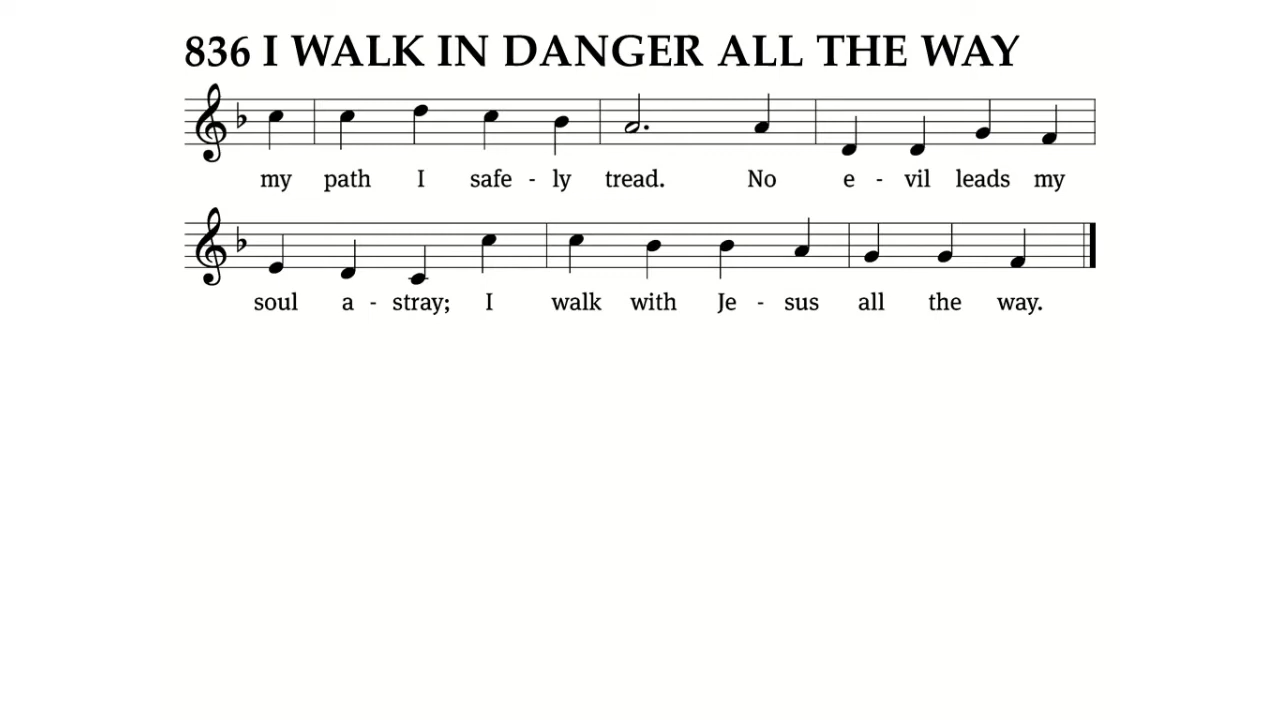 836 I WALK IN DANGER ALL THE WAY
my path I safe - ly tread. No e - vil leads my
soul a - stray; I walk with Je - sus all the way.